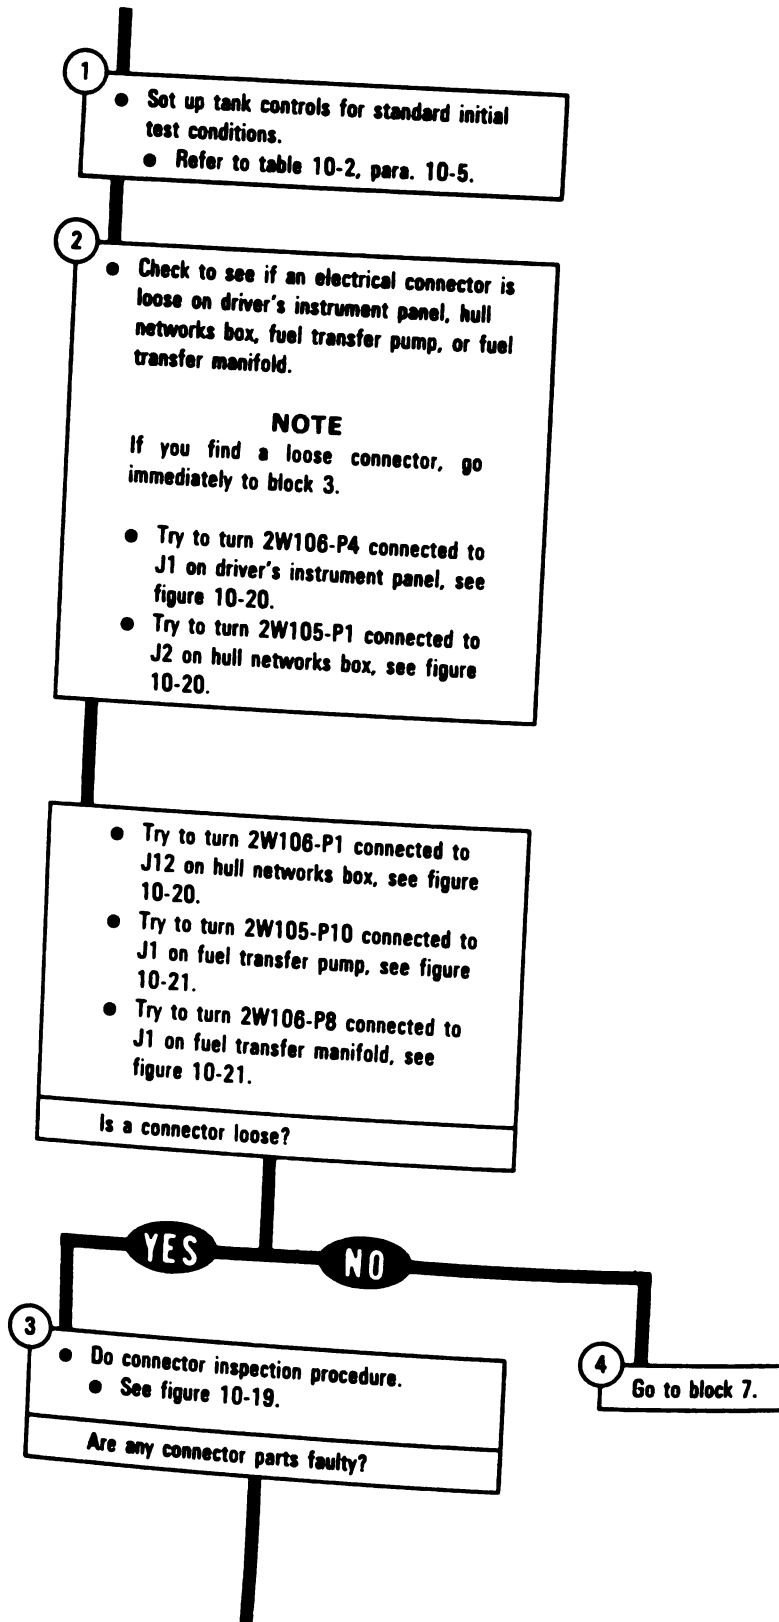 1
● Sot up tank controls for standard initial
test conditions.
● Refer to table 10-2, para. 10-5.
2
● Check to see if an electrical connector is
loose on driver's instrument panel, hull
networks box, fuel transfer pump, or fuel
transfer manifold.
NOTE
If you find a loose connector, go
immediately to block 3.
● Try to turn 2W106-P4 connected to
J1 on driver's instrument panel, see
figure 10-20.
● Try to turn 2W105-P1 connected to
J2 on hull networks box, see figure
10-20.
● Try to turn 2W106-P1 connected to
J12 on hull networks box, see figure
10-20.
● Try to turn 2W105-P10 connected to
J1 on fuel transfer pump, see figure
10-21.
● Try to turn 2W106-P8 connected to
J1 on fuel transfer manifold, see
figure 10-21.
Is a connector loose?
YES
NO
3
● Do connector inspection procedure.
● See figure 10-19.
Are any connector parts faulty?
4
Go to block 7.